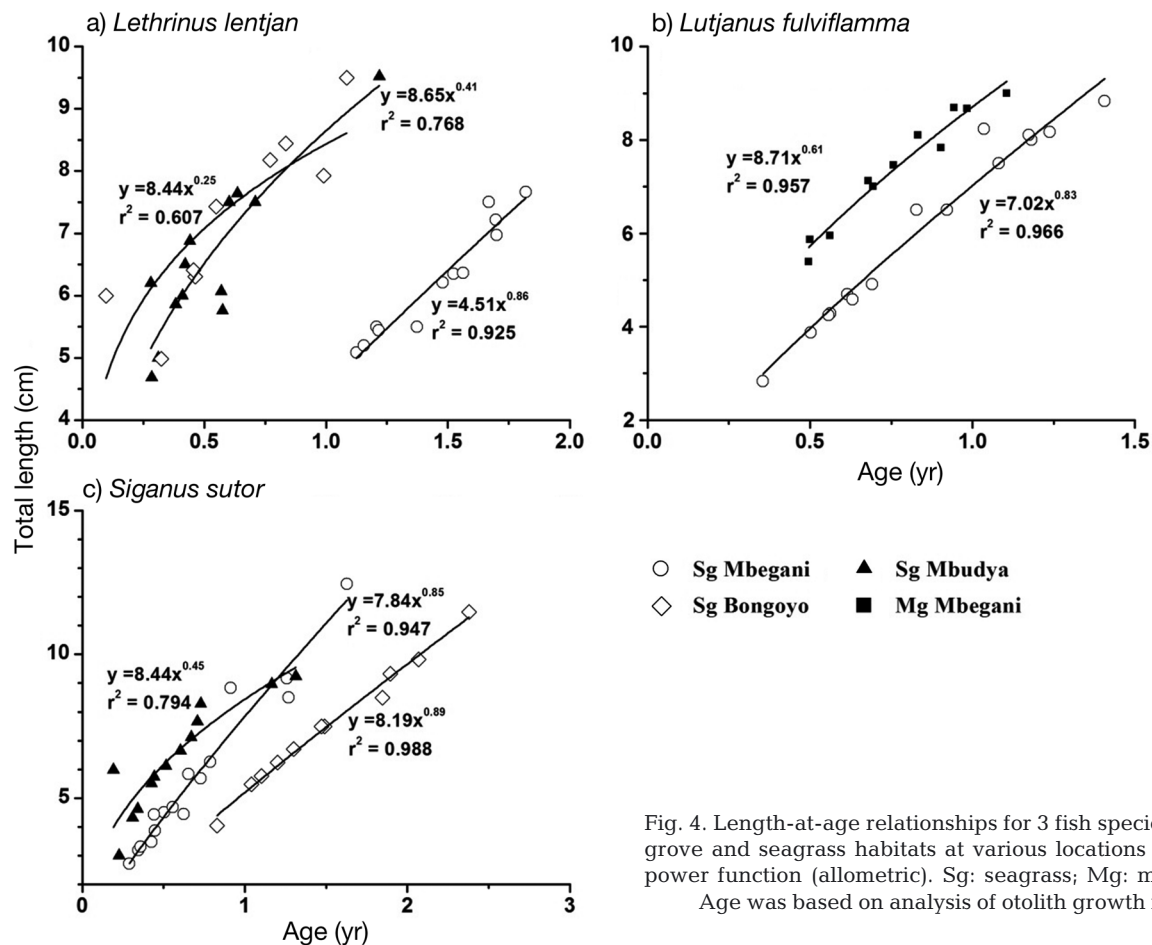 a) Lethrinus lentjan
b) Lutjanus fulviflamma
10
9
8
7
6
5
4
0.0
0.5
1.0
1.5
2.0
y =8.65x^0.41
r² = 0.768
y =8.44x^0.25
r² = 0.607
y =4.51x^0.86
r² = 0.925
10
8
6
4
2
0.0
0.5
1.0
1.5
y =8.71x^0.61
r² = 0.957
y =7.02x^0.83
r² = 0.966
Age (yr)
Total length (cm)
c) Siganus sutor
15
10
5
0
1
2
3
y =7.84x^0.85
r² = 0.947
y =8.44x^0.45
r² = 0.794
y =8.19x^0.89
r² = 0.988
Age (yr)
Sg Mbegani
Sg Mbudya
Sg Bongoyo
Mg Mbegani
Fig. 4. Length-at-age relationships for 3 fish specie
grove and seagrass habitats at various locations
power function (allometric). Sg: seagrass; Mg: m
Age was based on analysis of otolith growth